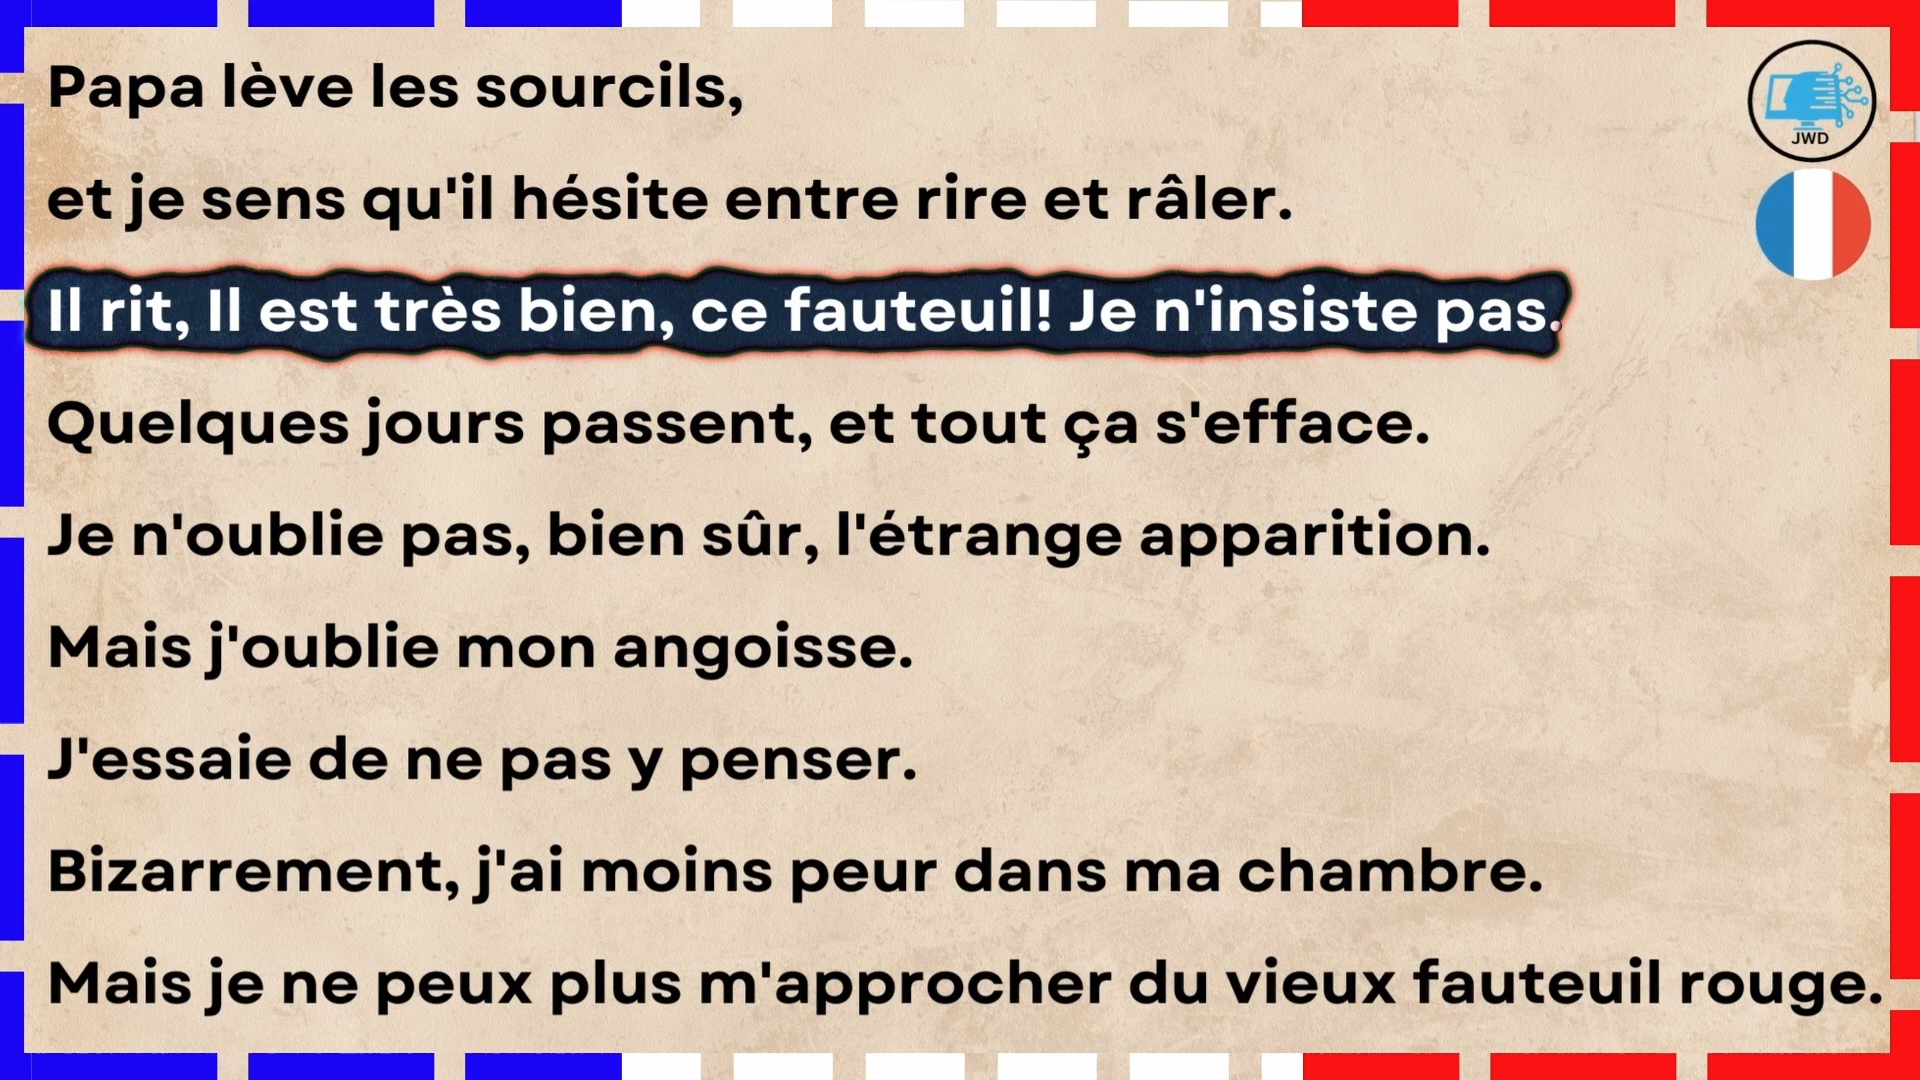 Papa lève les sourcils,
JWD
et je sens qu'il hésite entre rire et râler.
Il rit, Il est très bien, ce fauteuil! Je n'insiste pas.
Quelques jours passent, et tout ça s'efface.
Je n'oublie pas, bien sûr, l'étrange apparition.
Mais j'oublie mon angoisse.
J'essaie de ne pas y penser.
Bizarrement, j'ai moins peur dans ma chambre.
Mais je ne peux plus m'approcher du vieux fauteuil rouge.